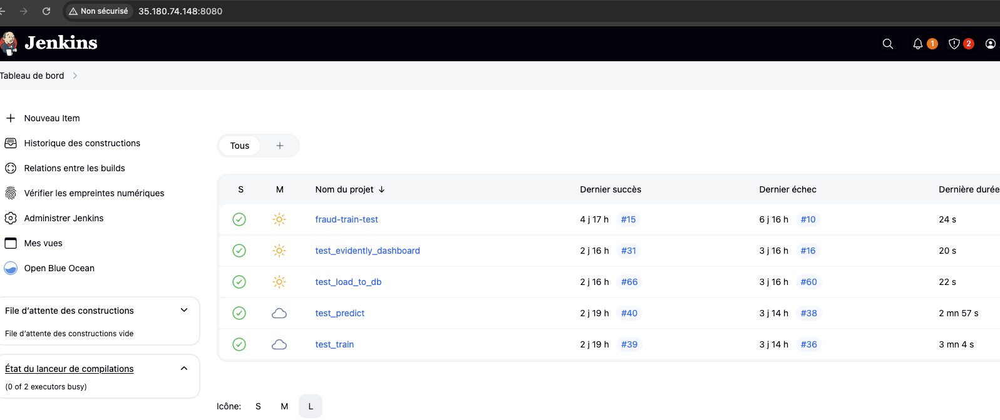 Non sécurisé 35.180.74.148:8080
Jenkins 1 2
Tableau de bord
Nouveau Item
Historique des constructions
Relations entre les builds
Vérifier les empreintes numériques
Administrer Jenkins
Mes vues
Open Blue Ocean
File d’attente des constructions
File d’attente des constructions vide
État du lanceur de compilations
(0 of 2 executors busy)
Tous
S M Nom du projet ↓ Dernier succès Dernier échec Dernière durée
fraud-train-test 4 j 17 h #15 6 j 16 h #10 24 s
test_evidently_dashboard 2 j 16 h #31 3 j 16 h #16 20 s
test_load_to_db 2 j 16 h #66 3 j 16 h #60 22 s
test_predict 2 j 19 h #40 3 j 14 h #38 2 mn 57 s
test_train 2 j 19 h #39 3 j 14 h #36 3 mn 4 s
Icône: S M L